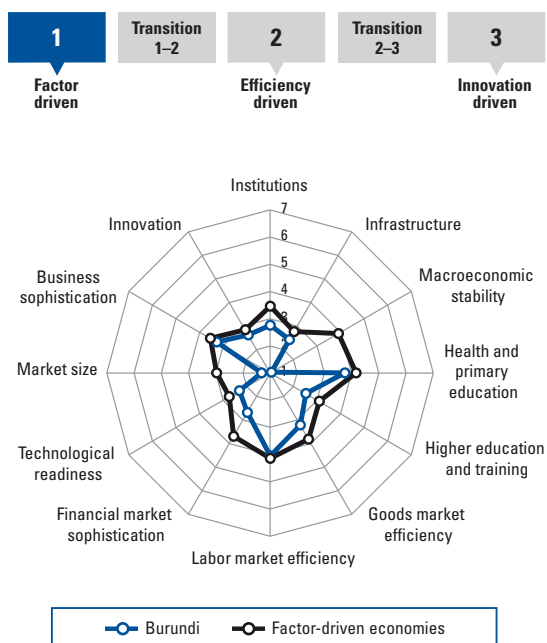 1
Transition
1–2
2
Transition
2–3
3
Factor
driven
Efficiency
driven
Innovation
driven
Institutions
7
Innovation
Infrastructure
6
5
Business
sophistication
Macroeconomic
stability
4
3
2
Market size
1
Health and
primary
education
Technological
readiness
Higher education
and training
Financial market
sophistication
Goods market
efficiency
Labor market efficiency
Burundi
Factor-driven economies